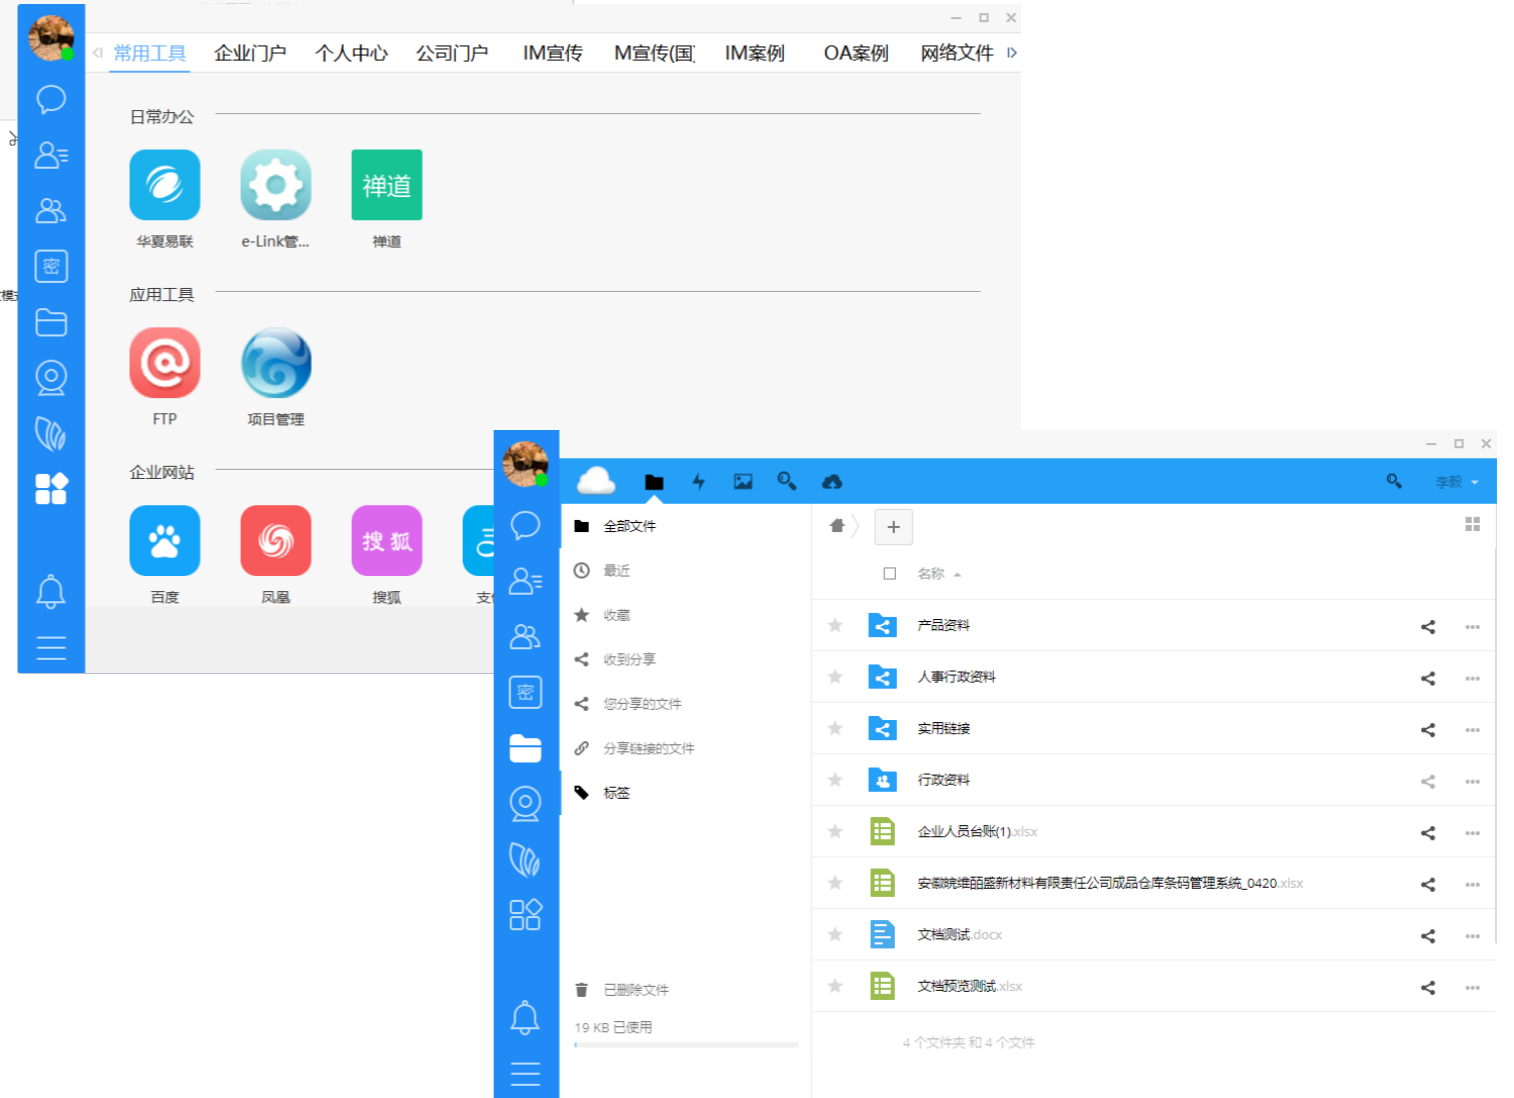 常用工具 企业门户 个人中心 公司门户 IM宣传 M宣传(国 IM案例 OA案例 网络文件
日常办公
禅道
华夏易联 e-Link管... 禅道
模式
密
应用工具
FTP 项目管理
企业网站
搜狐
百度 凤凰 搜狐
李毅
全部文件
最近
收藏
收到分享
您分享的文件
分享链接的文件
标签
密
已删除文件
19 KB 已使用
名称
产品资料
人事行政资料
实用链接
行政资料
企业人员台账(1).xlsx
安徽皖维皕盛新材料有限责任公司成品仓库条码管理系统_0420.xlsx
文档测试.docx
文档预览测试.xlsx
4 个文件夹 和 4 个文件